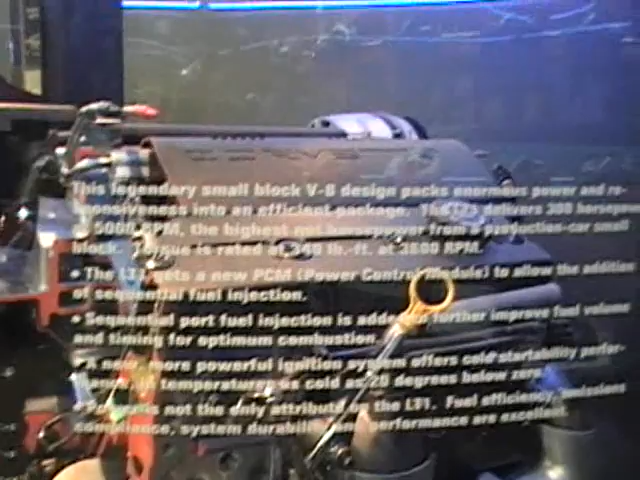 This legendary small block V-8 design packs enormous power and re-
sponsiveness into an efficient package. The LT1 delivers 300 horsepower
5000 RPM, the highest net horsepower from a production-car small
block. Torque is rated at 340 lb.-ft. at 3600 RPM.
• The LT1 gets a new PCM (Power Control Module) to allow the addition
of sequential fuel injection.
• Sequential port fuel injection is added to further improve fuel volume
and timing for optimum combustion.
• A new, more powerful ignition system offers cold startability perfor-
mance, in temperatures as cold as 20 degrees below zero.
• Power is not the only attribute of the LT1. Fuel efficiency, emissions
compliance, system durability and performance are excellent.